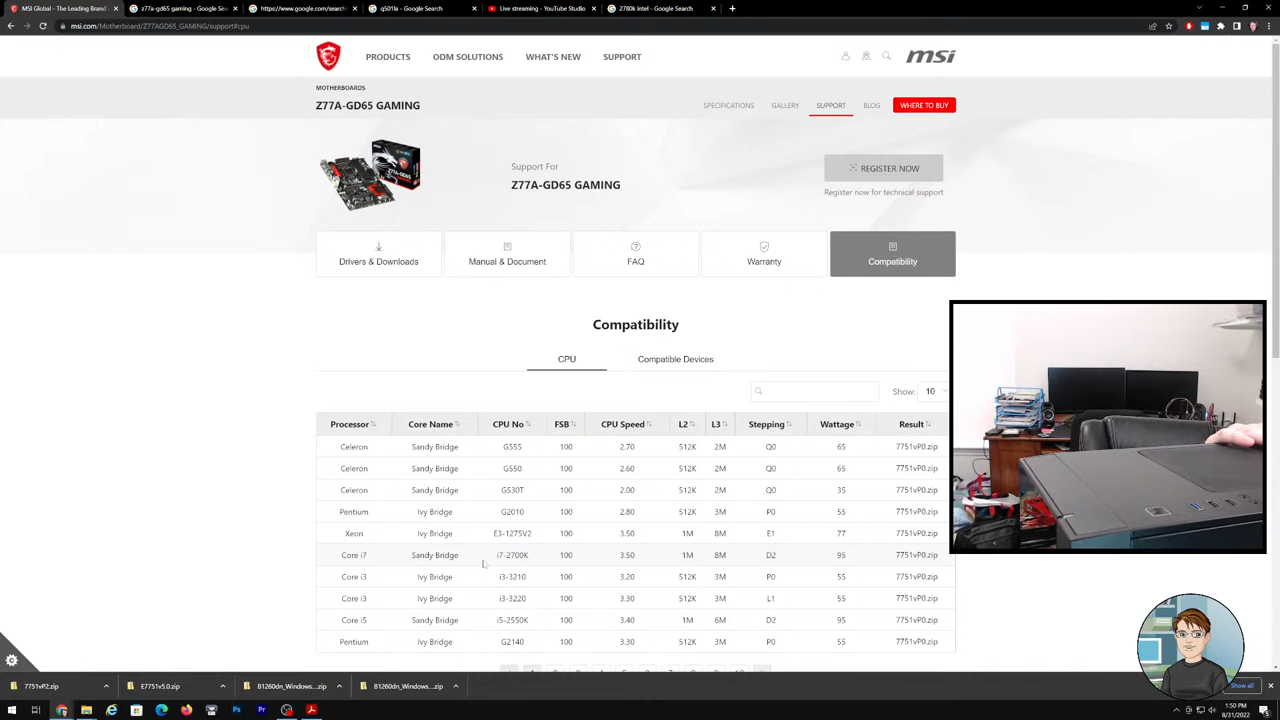 MSI Global - The Leading Brand
z77a-gd65 gaming - Google Sea
https://www.google.com/search?
q501la - Google Search
Live streaming - YouTube Studio
2780k intel - Google Search
msi.com/Motherboard/Z77AGD65_GAMING/support#cpu
PRODUCTS ODM SOLUTIONS WHAT'S NEW SUPPORT
msi
MOTHERBOARDS
Z77A-GD65 GAMING
SPECIFICATIONS GALLERY SUPPORT BLOG WHERE TO BUY
Support For
Z77A-GD65 GAMING
REGISTER NOW
Register now for technical support
Drivers & Downloads Manual & Document FAQ Warranty Compatibility
Compatibility
CPU Compatible Devices
Show: 10
Processor Core Name CPU No FSB CPU Speed L2 L3 Stepping Wattage Result
Celeron Sandy Bridge G555 100 2.70 512K 2M Q0 65 7751vP0.zip
Celeron Sandy Bridge G550 100 2.60 512K 2M Q0 65 7751vP0.zip
Celeron Sandy Bridge G530T 100 2.00 512K 2M Q0 35 7751vP0.zip
Pentium Ivy Bridge G2010 100 2.80 512K 3M P0 55 7751vP0.zip
Xeon Ivy Bridge E3-1275V2 100 3.50 1M 8M E1 77 7751vP0.zip
Core i7 Sandy Bridge i7-2700K 100 3.50 1M 8M D2 95 7751vP0.zip
Core i3 Ivy Bridge i3-3210 100 3.20 512K 3M P0 55 7751vP0.zip
Core i3 Ivy Bridge i3-3220 100 3.30 512K 3M L1 55 7751vP0.zip
Core i5 Sandy Bridge i5-2550K 100 3.40 1M 6M D2 95 7751vP0.zip
Pentium Ivy Bridge G2140 100 3.30 512K 3M P0 55 7751vP0.zip
7751vP2.zip
E7751v5.0.zip
B1260dn_Windows....zip
B1260dn_Windows....zip
Show all
1:50 PM
8/31/2022